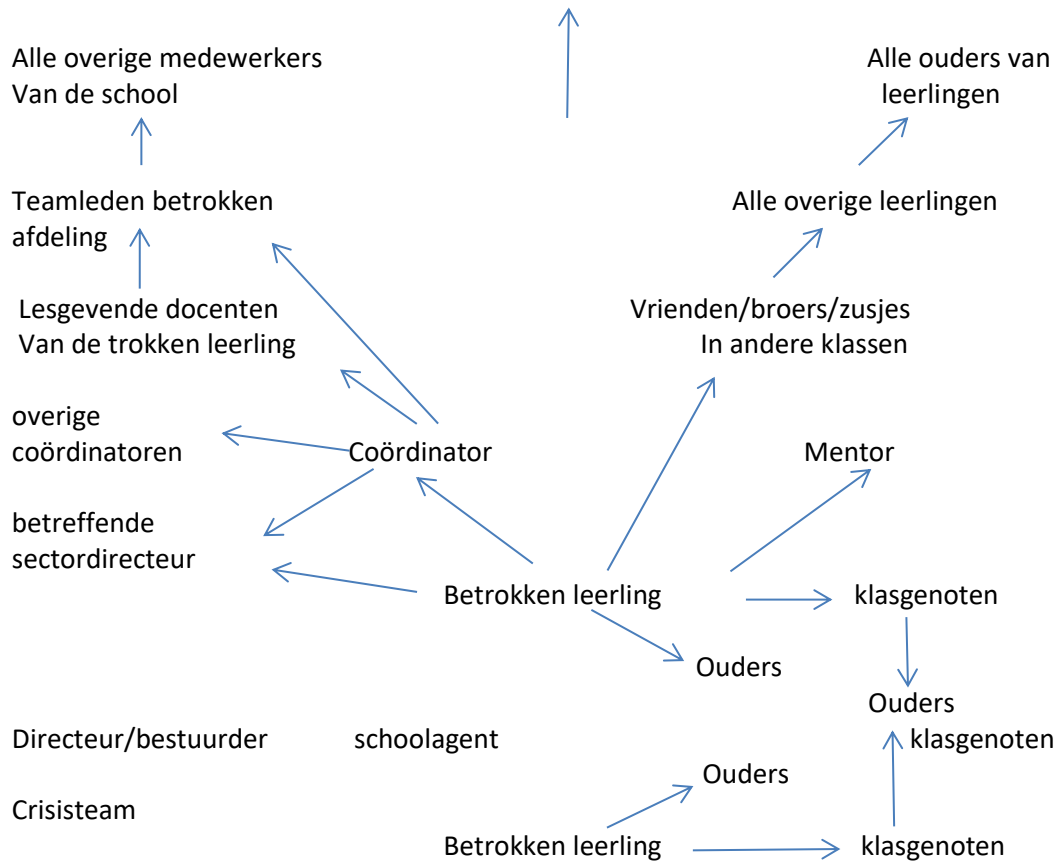 Alle overige medewerkers
Van de school
Alle ouders van
leerlingen
Teamleden betrokken
afdeling
Alle overige leerlingen
Lesgevende docenten
Van de trokken leerling
Vrienden/broers/zusjes
In andere klassen
overige
coördinatoren
Coördinator
Mentor
betreffende
sectordirecteur
Betrokken leerling
klasgenoten
Ouders
Ouders
klasgenoten
Directeur/bestuurder
schoolagent
Ouders
Crisisteam
Betrokken leerling
klasgenoten